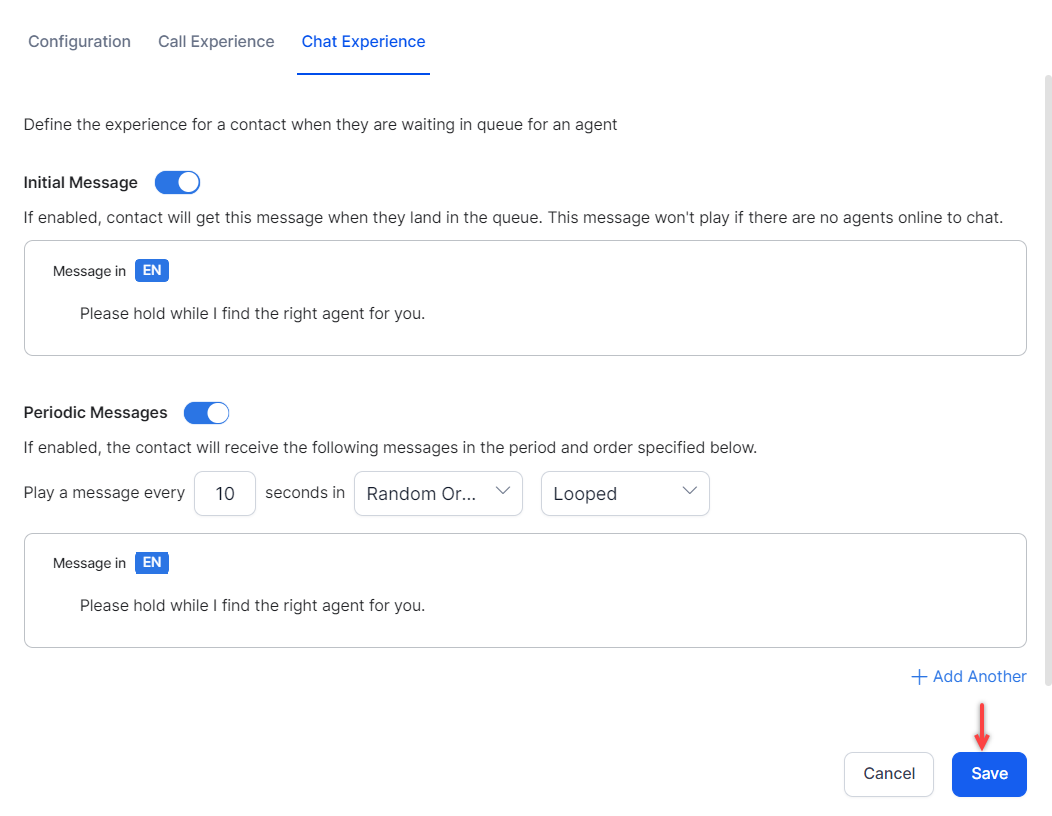 Configuration Call Experience Chat Experience
Define the experience for a contact when they are waiting in queue for an agent
Initial Message
If enabled, contact will get this message when they land in the queue. This message won't play if there are no agents online to chat.
Message in EN
Please hold while I find the right agent for you.
Periodic Messages
If enabled, the contact will receive the following messages in the period and order specified below.
Play a message every 10 seconds in Random Or... Looped
Message in EN
Please hold while I find the right agent for you.
+ Add Another
Cancel Save